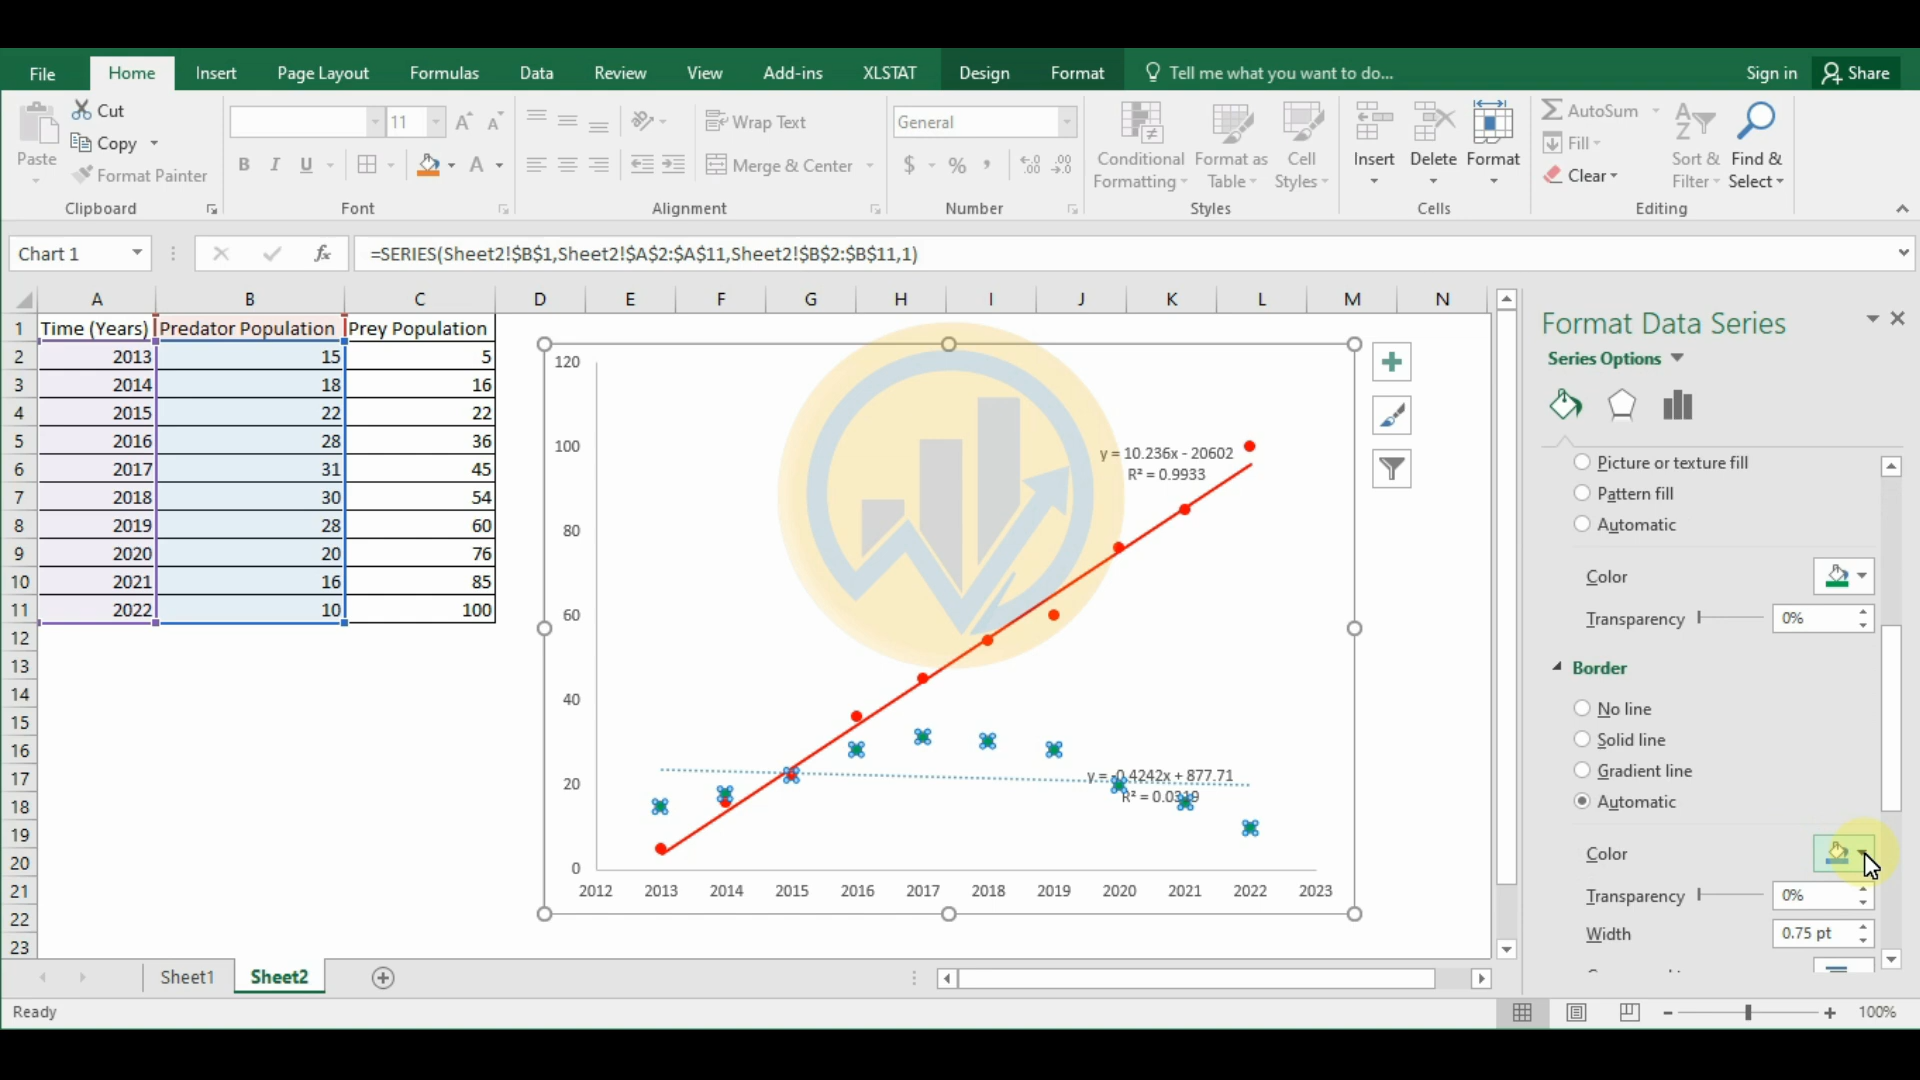 File Home Insert Page Layout Formulas Data Review View Add-ins XLSTAT Design Format Tell me what you want to do... Sign in Share
Paste Cut Copy Format Painter Clipboard
11 B I U Font
Wrap Text Merge & Center Alignment
General $ % , .00 Number
Conditional Formatting Format as Table Cell Styles Styles
Insert Delete Format Cells
AutoSum Fill Clear Sort & Filter Find & Select Editing
Chart 1 fx =SERIES(Sheet2!$B$1,Sheet2!$A$2:$A$11,Sheet2!$B$2:$B$11,1)
A B C D E F G H I J K L M N
1 Time (Years) Predator Population Prey Population
2 2013 15 5
3 2014 18 16
4 2015 22 22
5 2016 28 36
6 2017 31 45
7 2018 30 54
8 2019 28 60
9 2020 20 76
10 2021 16 85
11 2022 10 100
12
13
14
15
16
17
18
19
20
21
22
23
120
100
80
60
40
20
0
2012 2013 2014 2015 2016 2017 2018 2019 2020 2021 2022 2023
y = 10.236x - 20602
R² = 0.9933
y = -0.4242x + 877.71
R² = 0.0319
Format Data Series
Series Options
Picture or texture fill
Pattern fill
Automatic
Color
Transparency 0%
Border
No line
Solid line
Gradient line
Automatic
Color
Transparency 0%
Width 0.75 pt
Sheet1 Sheet2
Ready 100%